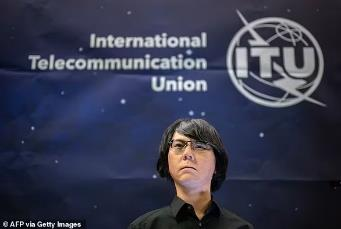 International
Telecommunication
Union
ITU
© AFP via Getty Images